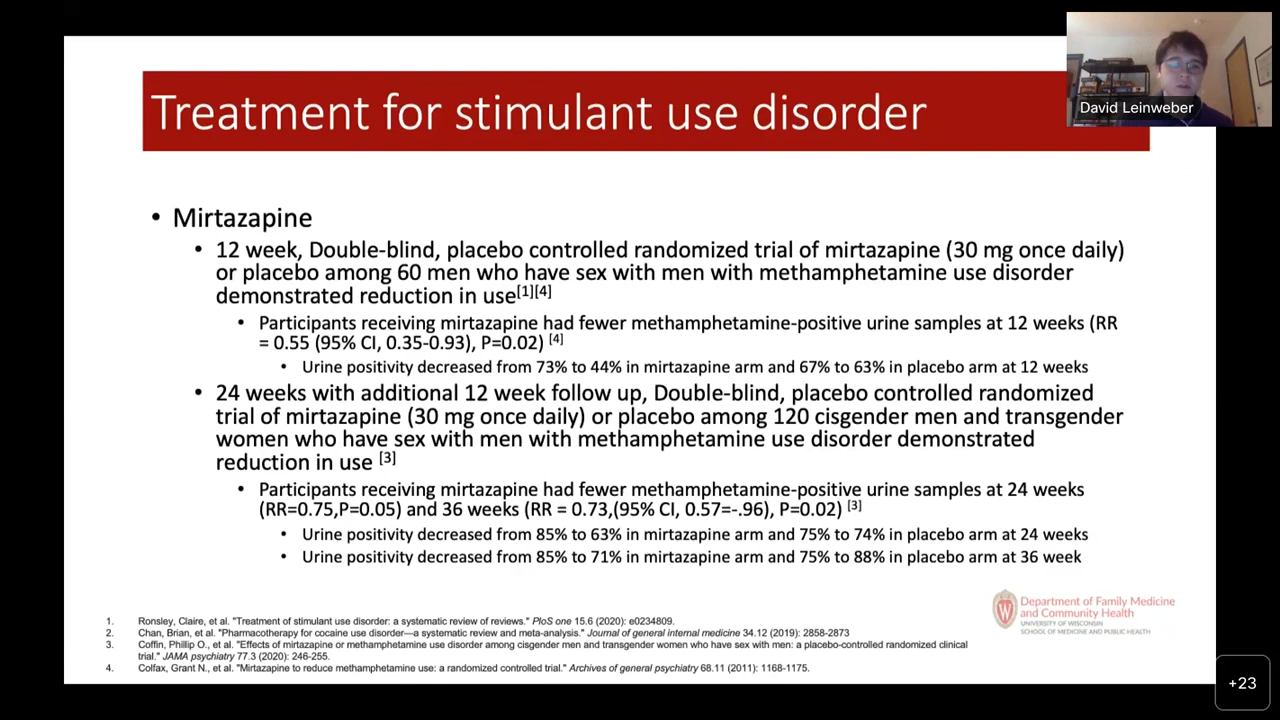 David Leinweber
Treatment for stimulant use disorder
• Mirtazapine
• 12 week, Double-blind, placebo controlled randomized trial of mirtazapine (30 mg once daily)
or placebo among 60 men who have sex with men with methamphetamine use disorder
demonstrated reduction in use[1][4]
• Participants receiving mirtazapine had fewer methamphetamine-positive urine samples at 12 weeks (RR
= 0.55 (95% CI, 0.35-0.93), P=0.02) [4]
• Urine positivity decreased from 73% to 44% in mirtazapine arm and 67% to 63% in placebo arm at 12 weeks
• 24 weeks with additional 12 week follow up, Double-blind, placebo controlled randomized
trial of mirtazapine (30 mg once daily) or placebo among 120 cisgender men and transgender
women who have sex with men with methamphetamine use disorder demonstrated
reduction in use [3]
• Participants receiving mirtazapine had fewer methamphetamine-positive urine samples at 24 weeks
(RR=0.75,P=0.05) and 36 weeks (RR = 0.73,(95% CI, 0.57=-.96), P=0.02) [3]
• Urine positivity decreased from 85% to 63% in mirtazapine arm and 75% to 74% in placebo arm at 24 weeks
• Urine positivity decreased from 85% to 71% in mirtazapine arm and 75% to 88% in placebo arm at 36 week
Department of Family Medicine
and Community Health
UNIVERSITY OF WISCONSIN
SCHOOL OF MEDICINE AND PUBLIC HEALTH
1. Ronsley, Claire, et al. "Treatment of stimulant use disorder: a systematic review of reviews." PloS one 15.6 (2020): e0234809.
2. Chan, Brian, et al. "Pharmacotherapy for cocaine use disorder—a systematic review and meta-analysis." Journal of general internal medicine 34.12 (2019): 2858-2873
3. Coffin, Phillip O., et al. "Effects of mirtazapine or methamphetamine use disorder among cisgender men and transgender women who have sex with men: a placebo-controlled randomized clinical
trial." JAMA psychiatry 77.3 (2020): 246-255.
4. Colfax, Grant N., et al. "Mirtazapine to reduce methamphetamine use: a randomized controlled trial." Archives of general psychiatry 68.11 (2011): 1168-1175.
+23